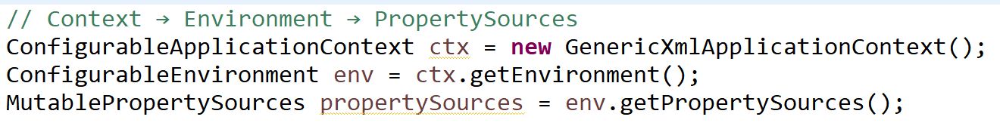 // Context → Environment → PropertySources
ConfigurableApplicationContext ctx = new GenericXmlApplicationContext();
ConfigurableEnvironment env = ctx.getEnvironment();
MutablePropertySources propertySources = env.getPropertySources();